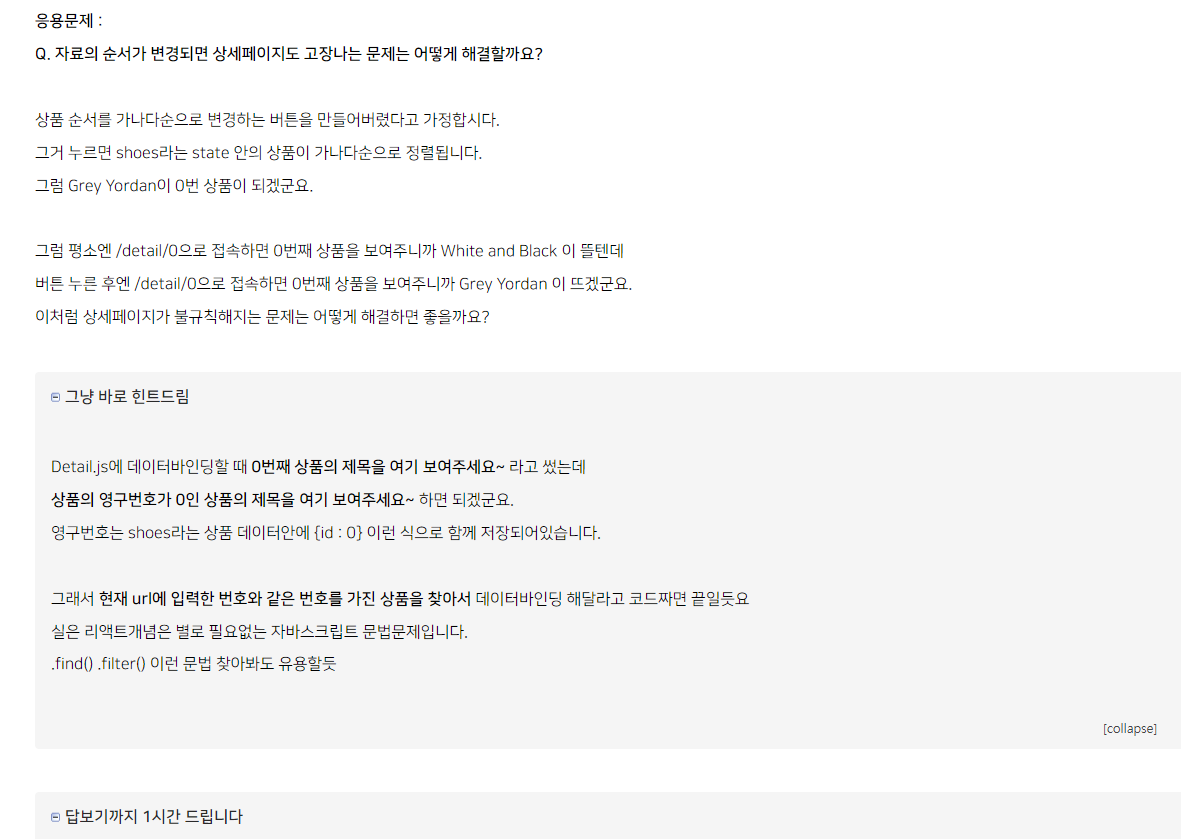 응용문제 :
Q. 자료의 순서가 변경되면 상세페이지도 고장나는 문제는 어떻게 해결할까요?
상품 순서를 가나다순으로 변경하는 버튼을 만들어버렸다고 가정합시다.
그거 누르면 shoes라는 state 안의 상품이 가나다순으로 정렬됩니다.
그럼 Grey Yordan이 0번 상품이 되겠군요.
그럼 평소엔 /detail/0으로 접속하면 0번째 상품을 보여주니까 White and Black 이 뜰텐데
버튼 누른 후엔 /detail/0으로 접속하면 0번째 상품을 보여주니까 Grey Yordan 이 뜨겠군요.
이처럼 상세페이지가 불규칙해지는 문제는 어떻게 해결하면 좋을까요?
그냥 바로 힌트드림
Detail.js에 데이터바인딩할 때 0번째 상품의 제목을 여기 보여주세요~ 라고 썼는데
상품의 영구번호가 0인 상품의 제목을 여기 보여주세요~ 하면 되겠군요.
영구번호는 shoes라는 상품 데이터안에 {id : 0} 이런 식으로 함께 저장되어있습니다.
그래서 현재 url에 입력한 번호와 같은 번호를 가진 상품을 찾아서 데이터바인딩 해달라고 코드짜면 끝일듯요
실은 리액트개념은 별로 필요없는 자바스크립트 문법문제입니다.
.find() .filter() 이런 문법 찾아봐도 유용할듯
[collapse]
답보기까지 1시간 드립니다